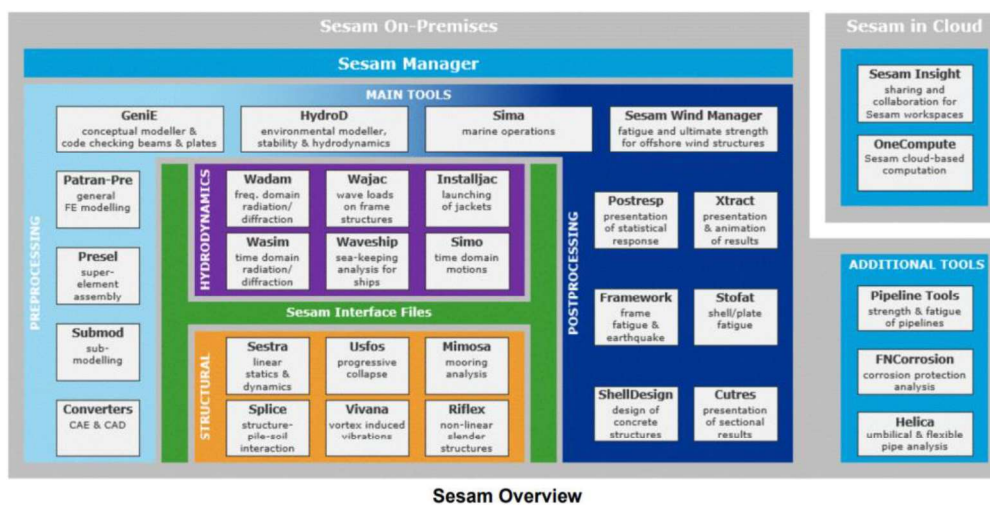 Sesam On-Premises
Sesam in Cloud
Sesam Manager
MAIN TOOLS
GeniE
conceptual modeller &
code checking beams & plates
HydroD
environmental modeller,
stability & hydrodynamics
Sima
marine operations
Sesam Wind Manager
fatigue and ultimate strength
for offshore wind structures
Sesam Insight
sharing and
collaboration for
Sesam workspaces
OneCompute
Sesam cloud-based
computation
PREPROCESSING
Patran-Pre
general
FE modelling
Presel
super-
element
assembly
Submod
sub-
modelling
Converters
CAE & CAD
HYDRODYNAMICS
Wadam
freq. domain
radiation/
diffraction
Wajac
wave loads
on frame
structures
Installjac
launching
of jackets
Wasim
time domain
radiation/
diffraction
Waveship
sea-keeping
analysis for
ships
Simo
time domain
motions
Sesam Interface Files
STRUCTURAL
Sestra
linear
statics &
dynamics
Usfos
progressive
collapse
Mimosa
mooring
analysis
Splice
structure-
pile-soil
interaction
Vivana
vortex induced
vibrations
Riflex
non-linear
slender
structures
POSTPROCESSING
Postresp
presentation
of statistical
response
Xtract
presentation
& animation
of results
Framework
frame
fatigue &
earthquake
Stofat
shell/plate
fatigue
ShellDesign
design of
concrete
structures
Cutres
presentation
of sectional
results
ADDITIONAL TOOLS
Pipeline Tools
strength & fatigue
of pipelines
FNCorrosion
corrosion protection
analysis
Helica
umbilical & flexible
pipe analysis
Sesam Overview